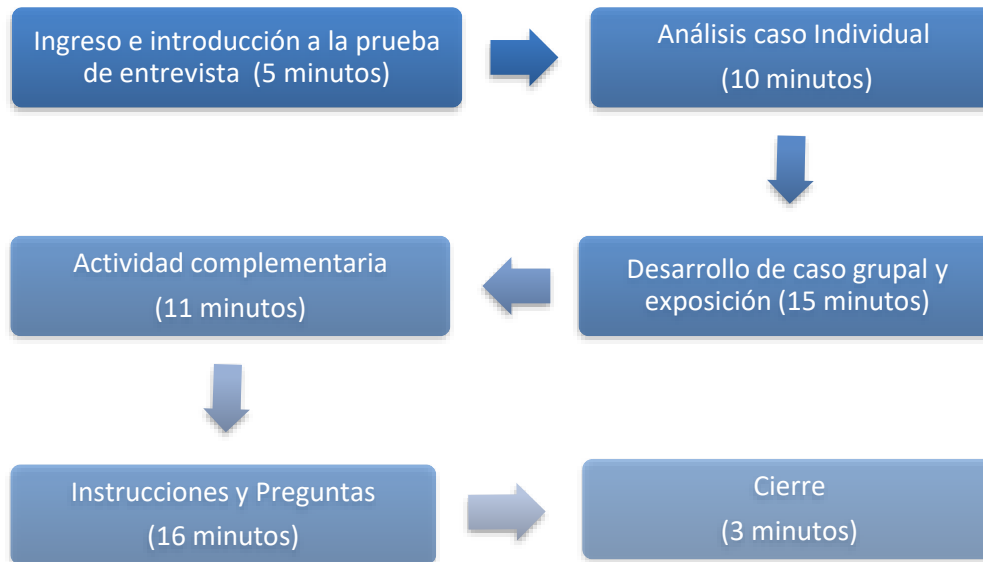 Ingreso e introducción a la prueba
de entrevista (5 minutos)
Análisis caso Individual
(10 minutos)
Desarrollo de caso grupal y
exposición (15 minutos)
Actividad complementaria
(11 minutos)
Instrucciones y Preguntas
(16 minutos)
Cierre
(3 minutos)